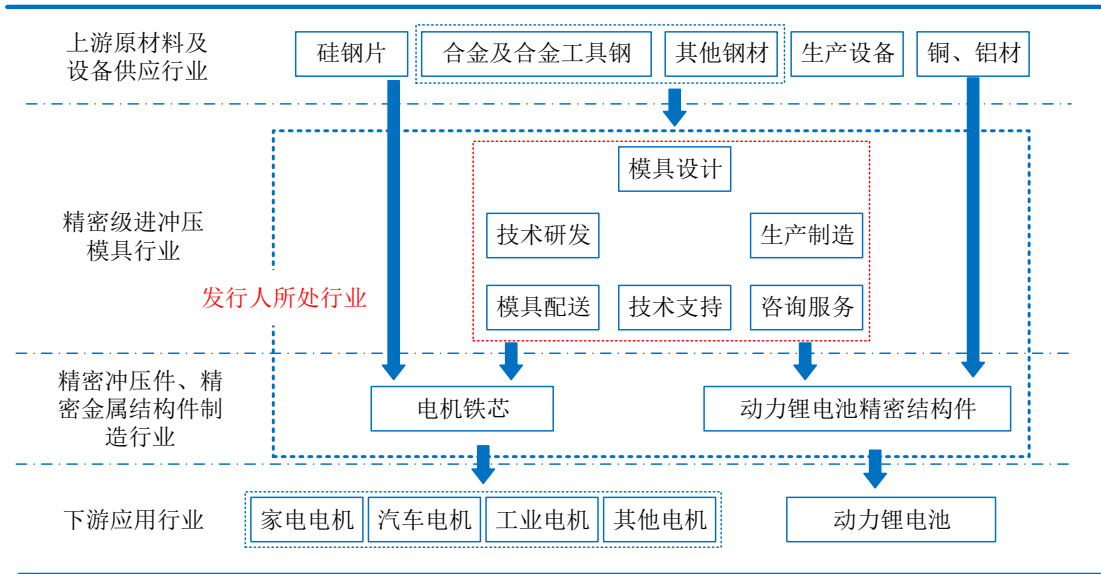 上游原材料及
设备供应行业
硅钢片
合金及合金工具钢
其他钢材
生产设备
铜、铝材
精密级进冲压
模具行业
发行人所处行业
模具设计
技术研发
生产制造
模具配送
技术支持
咨询服务
精密冲压件、精
密金属结构件制
造行业
电机铁芯
动力锂电池精密结构件
下游应用行业
家电电机
汽车电机
工业电机
其他电机
动力锂电池